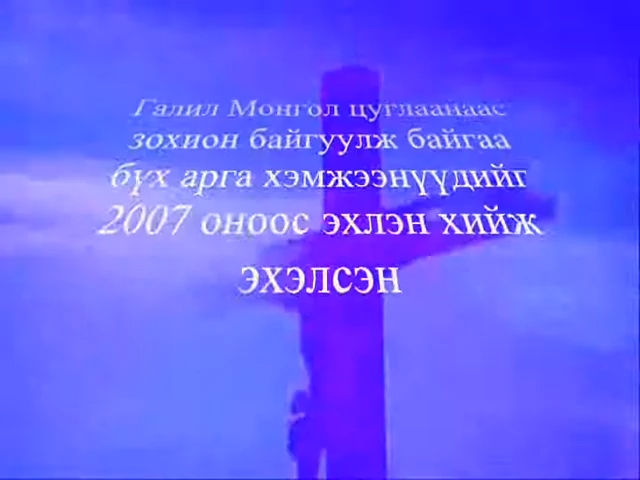 Галил Монгол цуглаанаас
зохион байгуулж байгаа
бүх арга хэмжээнүүдийг
2007 оноос эхлэн хийж
эхэлсэн